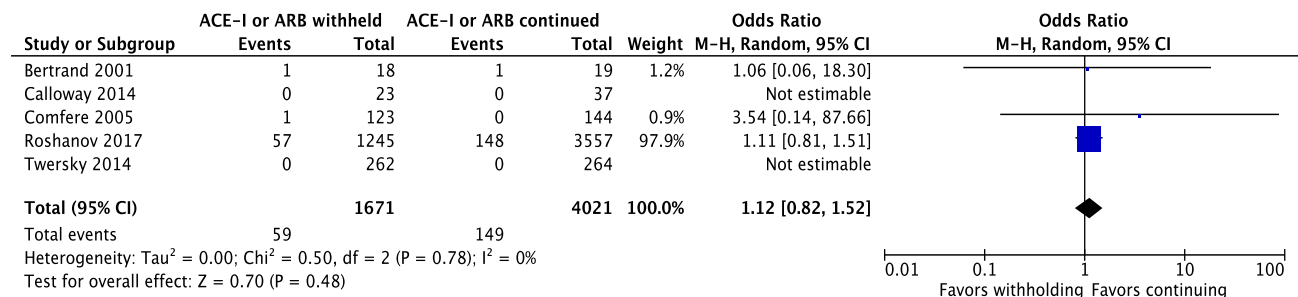 ACE-I or ARB withheld ACE-I or ARB continued Odds Ratio Odds Ratio
Study or Subgroup Events Total Events Total Weight M-H, Random, 95% CI M-H, Random, 95% CI
Bertrand 2001 1 18 1 19 1.2% 1.06 [0.06, 18.30]
Calloway 2014 0 23 0 37 Not estimable
Comfere 2005 1 123 0 144 0.9% 3.54 [0.14, 87.66]
Roshanov 2017 57 1245 148 3557 97.9% 1.11 [0.81, 1.51]
Twersky 2014 0 262 0 264 Not estimable
Total (95% CI) 1671 4021 100.0% 1.12 [0.82, 1.52]
Total events 59 149
Heterogeneity: Tau² = 0.00; Chi² = 0.50, df = 2 (P = 0.78); I² = 0%
Test for overall effect: Z = 0.70 (P = 0.48)
0.01 0.1 1 10 100
Favors withholding Favors continuing